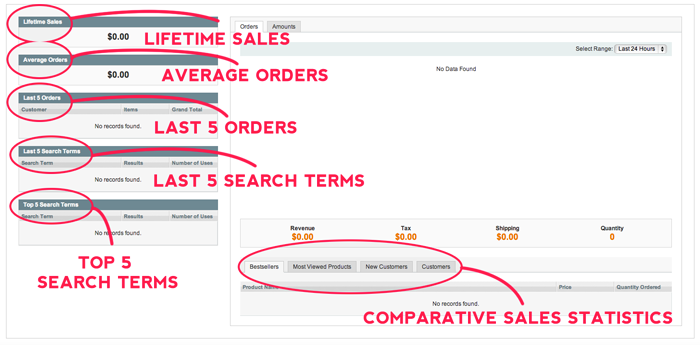 Lifetime Sales
$0.00
LIFETIME SALES
Average Orders
$0.00
AVERAGE ORDERS
Last 5 Orders
Customer Items Grand Total
No records found.
LAST 5 ORDERS
Last 5 Search Terms
Search Term Results Number of Uses
No records found.
LAST 5 SEARCH TERMS
Top 5 Search Terms
Search Term Results Number of Uses
No records found.
TOP 5
SEARCH TERMS
Orders Amounts
Select Range: Last 24 Hours
No Data Found
Revenue Tax Shipping Quantity
$0.00 $0.00 $0.00 0
Bestsellers Most Viewed Products New Customers Customers
Product Name Price Quantity Ordered
No records found.
COMPARATIVE SALES STATISTICS